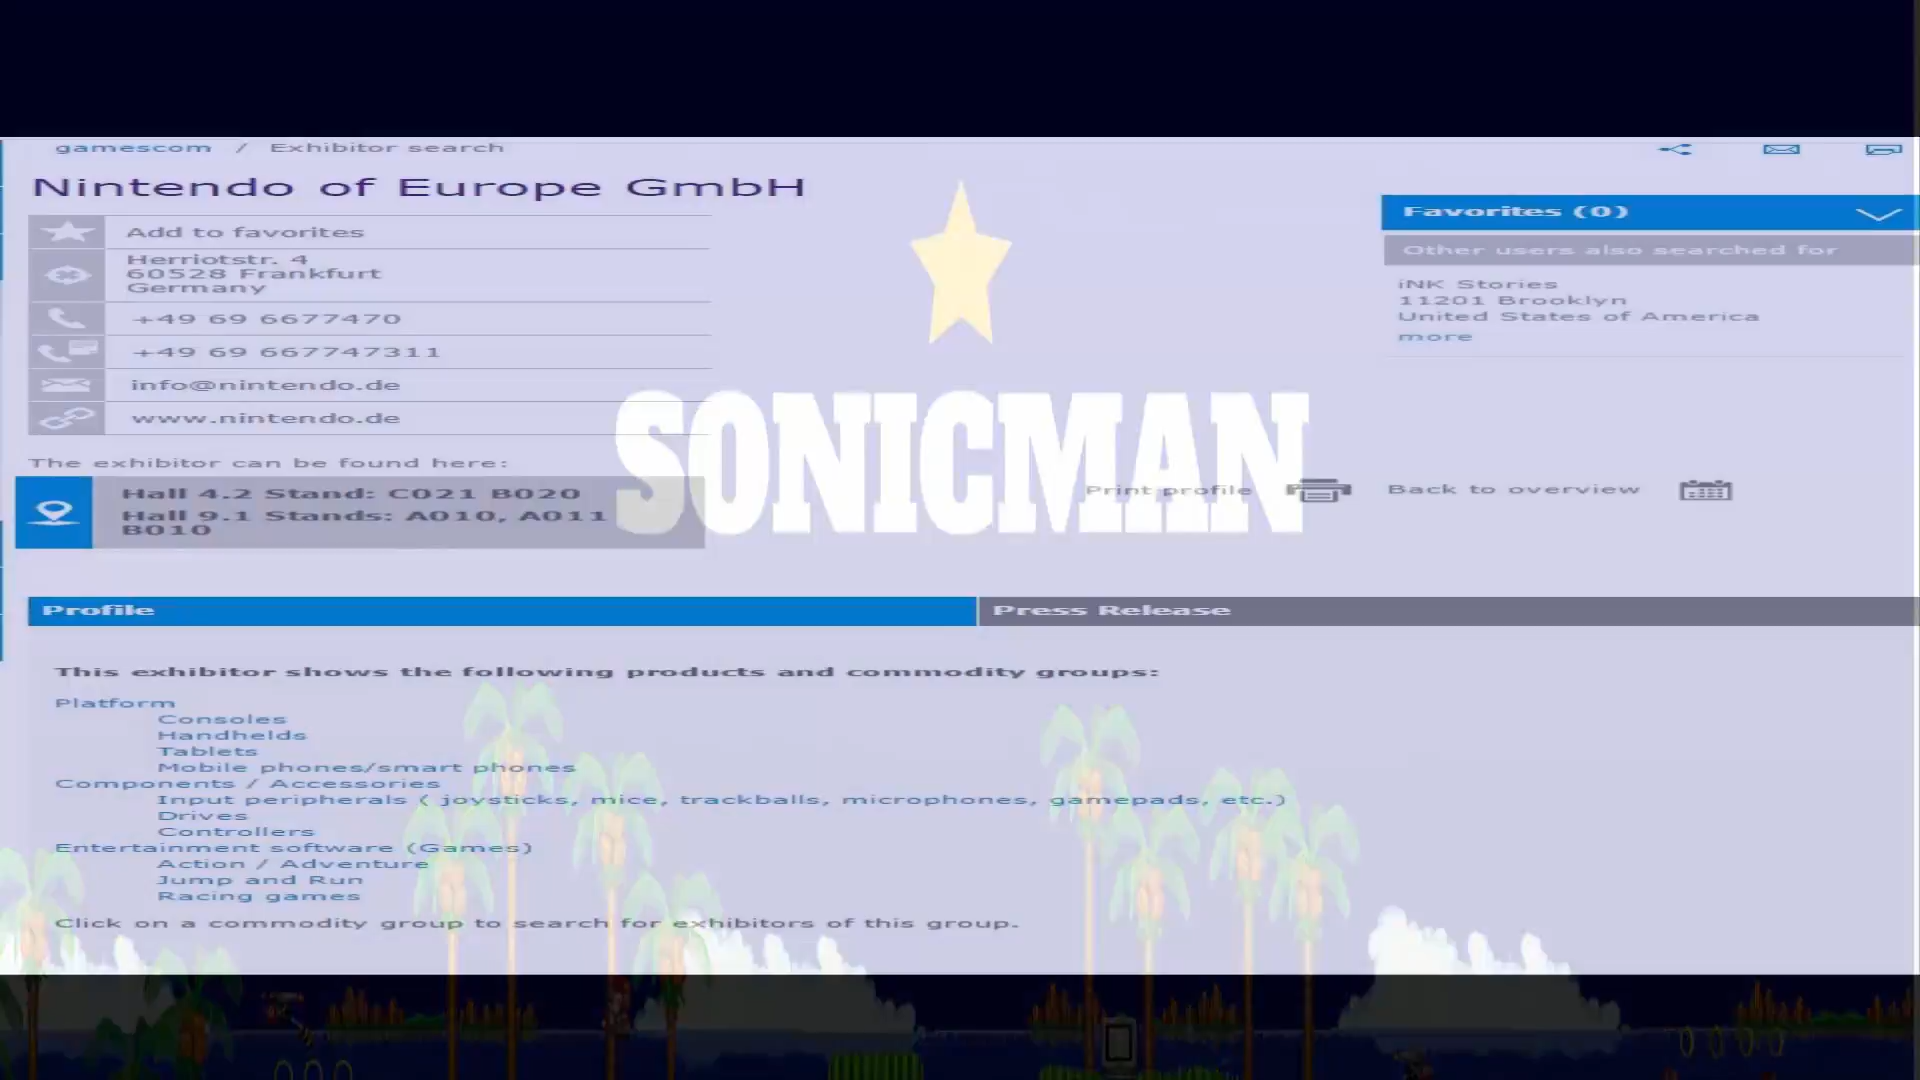 gamescom / Exhibitor search
Nintendo of Europe GmbH
Add to favorites
Herriotstr. 4
60528 Frankfurt
Germany
+49 69 6677470
+49 69 667747311
info@nintendo.de
www.nintendo.de
Favorites (0)
Other users also searched for
iNK Stories
11201 Brooklyn
United States of America
more
SONICMAN
The exhibitor can be found here:
Hall 4.2 Stand: C021 B020
Hall 9.1 Stands: A010, A011
B010
Print profile
Back to overview
Profile
Press Release
This exhibitor shows the following products and commodity groups:
Platform
Consoles
Handhelds
Tablets
Mobile phones/smart phones
Components / Accessories
Input peripherals ( joysticks, mice, trackballs, microphones, gamepads, etc.)
Drives
Controllers
Entertainment software (Games)
Action / Adventure
Jump and Run
Racing games
Click on a commodity group to search for exhibitors of this group.